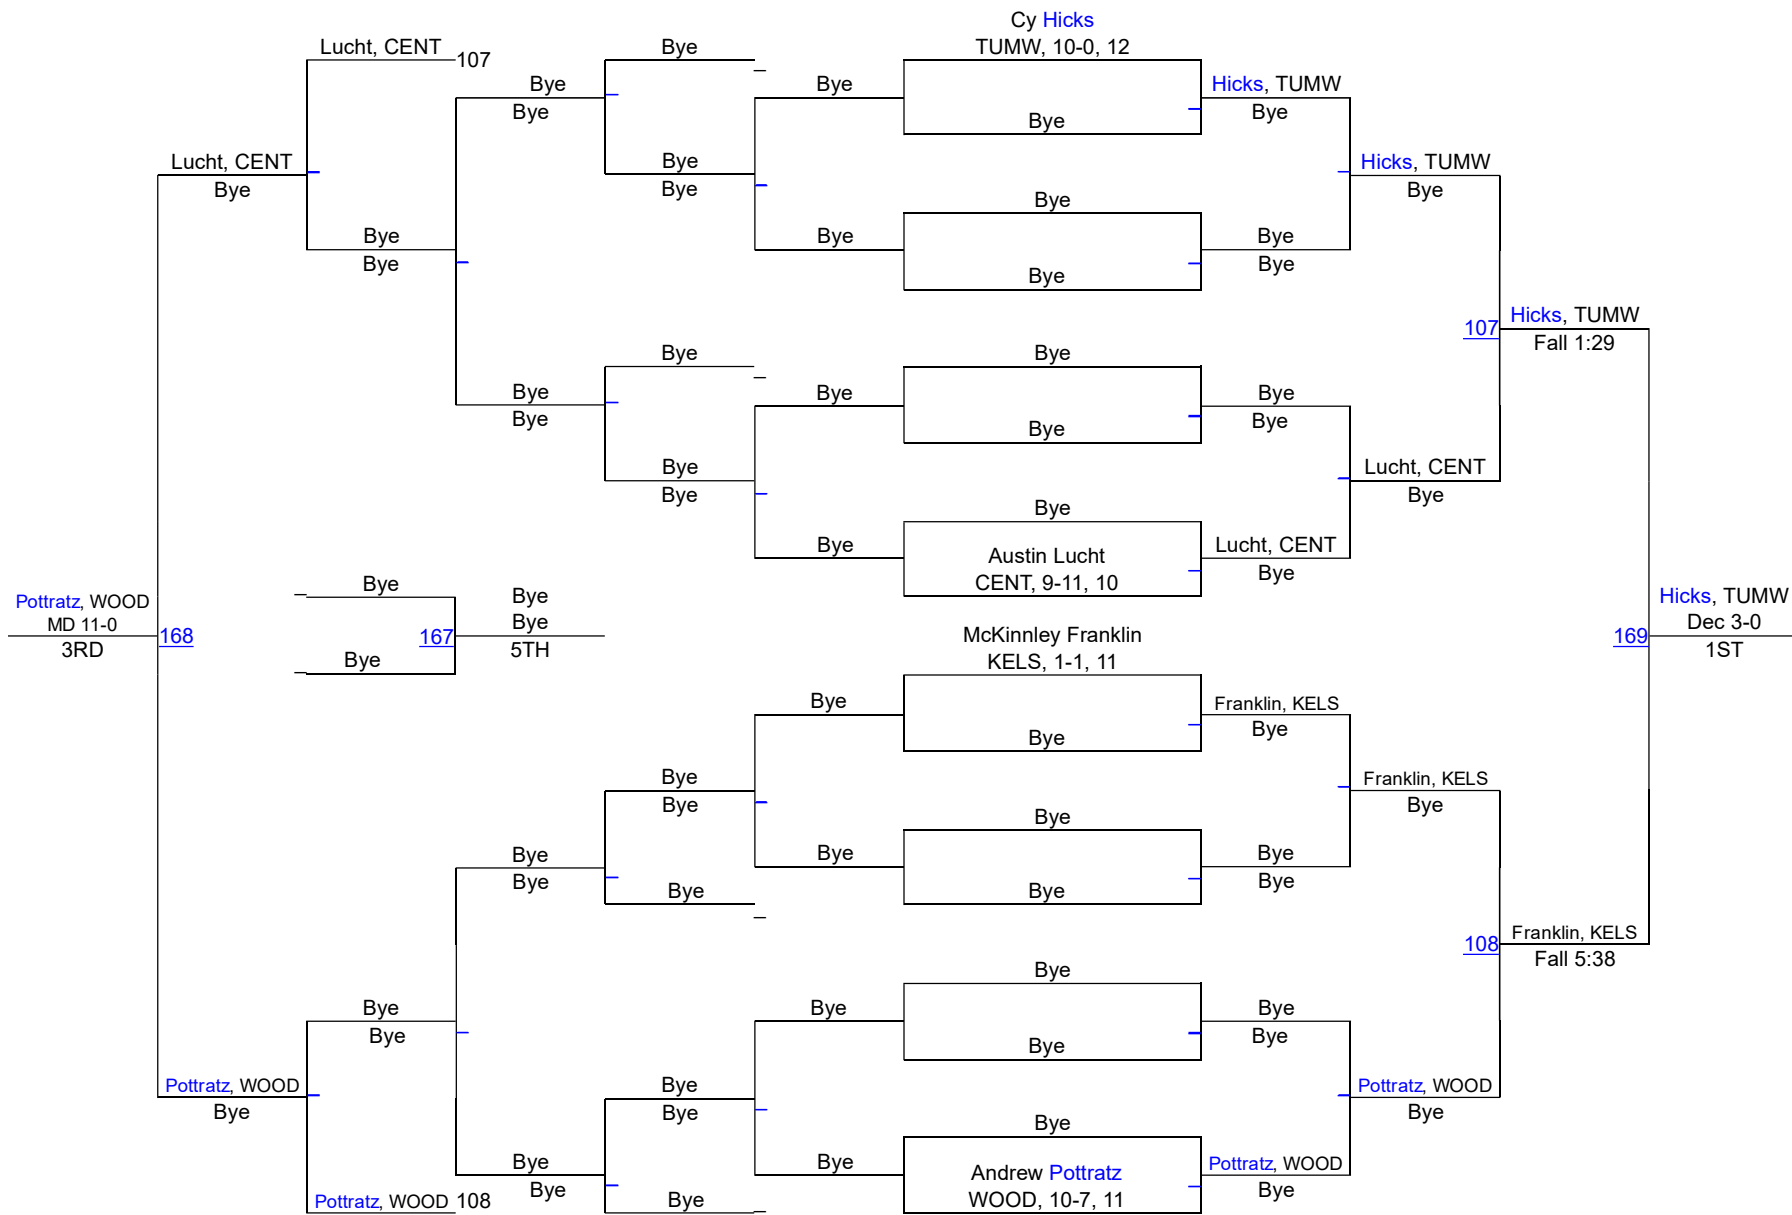 Cy Hicks
TUMW, 10-0, 12
Lucht, CENT
107
Bye
Bye
Bye
Bye
Hicks, TUMW
Bye
Bye
Lucht, CENT
Bye
Bye
Bye
Hicks, TUMW
Bye
Bye
Bye
Bye
Bye
Bye
Bye
Bye
Bye
107
Hicks, TUMW
Fall 1:29
Bye
Bye
Bye
Bye
Bye
Bye
Bye
Bye
Bye
Bye
Lucht, CENT
Bye
Bye
Bye
Austin Lucht
CENT, 9-11, 10
Lucht, CENT
Bye
Pottratz, WOOD
MD 11-0
3RD
168
Bye
Bye
167
Bye
Bye
5TH
McKinnley Franklin
KELS, 1-1, 11
169
Hicks, TUMW
Dec 3-0
1ST
Bye
Bye
Franklin, KELS
Bye
Bye
Bye
Franklin, KELS
Bye
Bye
Bye
Bye
Bye
Bye
Bye
Bye
Bye
108
Franklin, KELS
Fall 5:38
Bye
Bye
Bye
Bye
Bye
Bye
Bye
Pottratz, WOOD
Bye
Bye
Bye
Pottratz, WOOD
Bye
Bye
Bye
Bye
Bye
Andrew Pottratz
WOOD, 10-7, 11
Pottratz, WOOD
Bye
Pottratz, WOOD 108
Bye